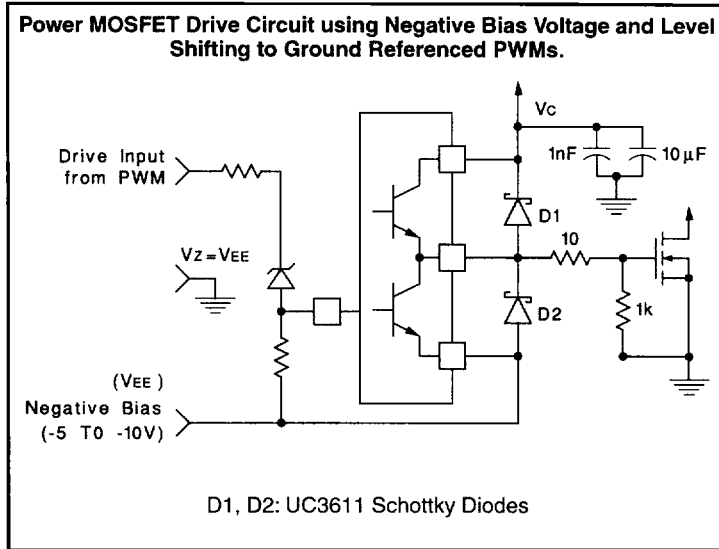 Power MOSFET Drive Circuit using Negative Bias Voltage and Level
Shifting to Ground Referenced PWMs.
Vc
Drive Input
from PWM
1nF
10 µF
D1
Vz=VEE
10
D2
1k
(VEE )
Negative Bias
(-5 TO -10V)
D1, D2: UC3611 Schottky Diodes